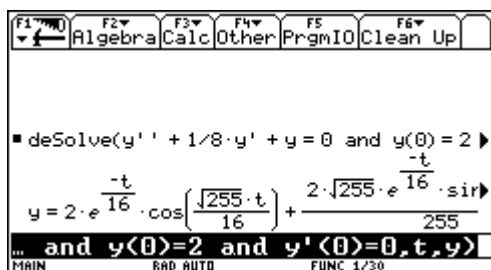 F1 F2 F3 F4 F5 F6
Algebra Calc Other PrgmIO Clean Up
deSolve(y'' + 1/8·y' + y = 0 and y(0) = 2
y = 2·e^(-t/16)·cos(√255·t/16) + 2·√255·e^(-t/16)·sin/255
… and y(0)=2 and y'(0)=0,t,y)
MAIN RAD AUTO FUNC 1/30